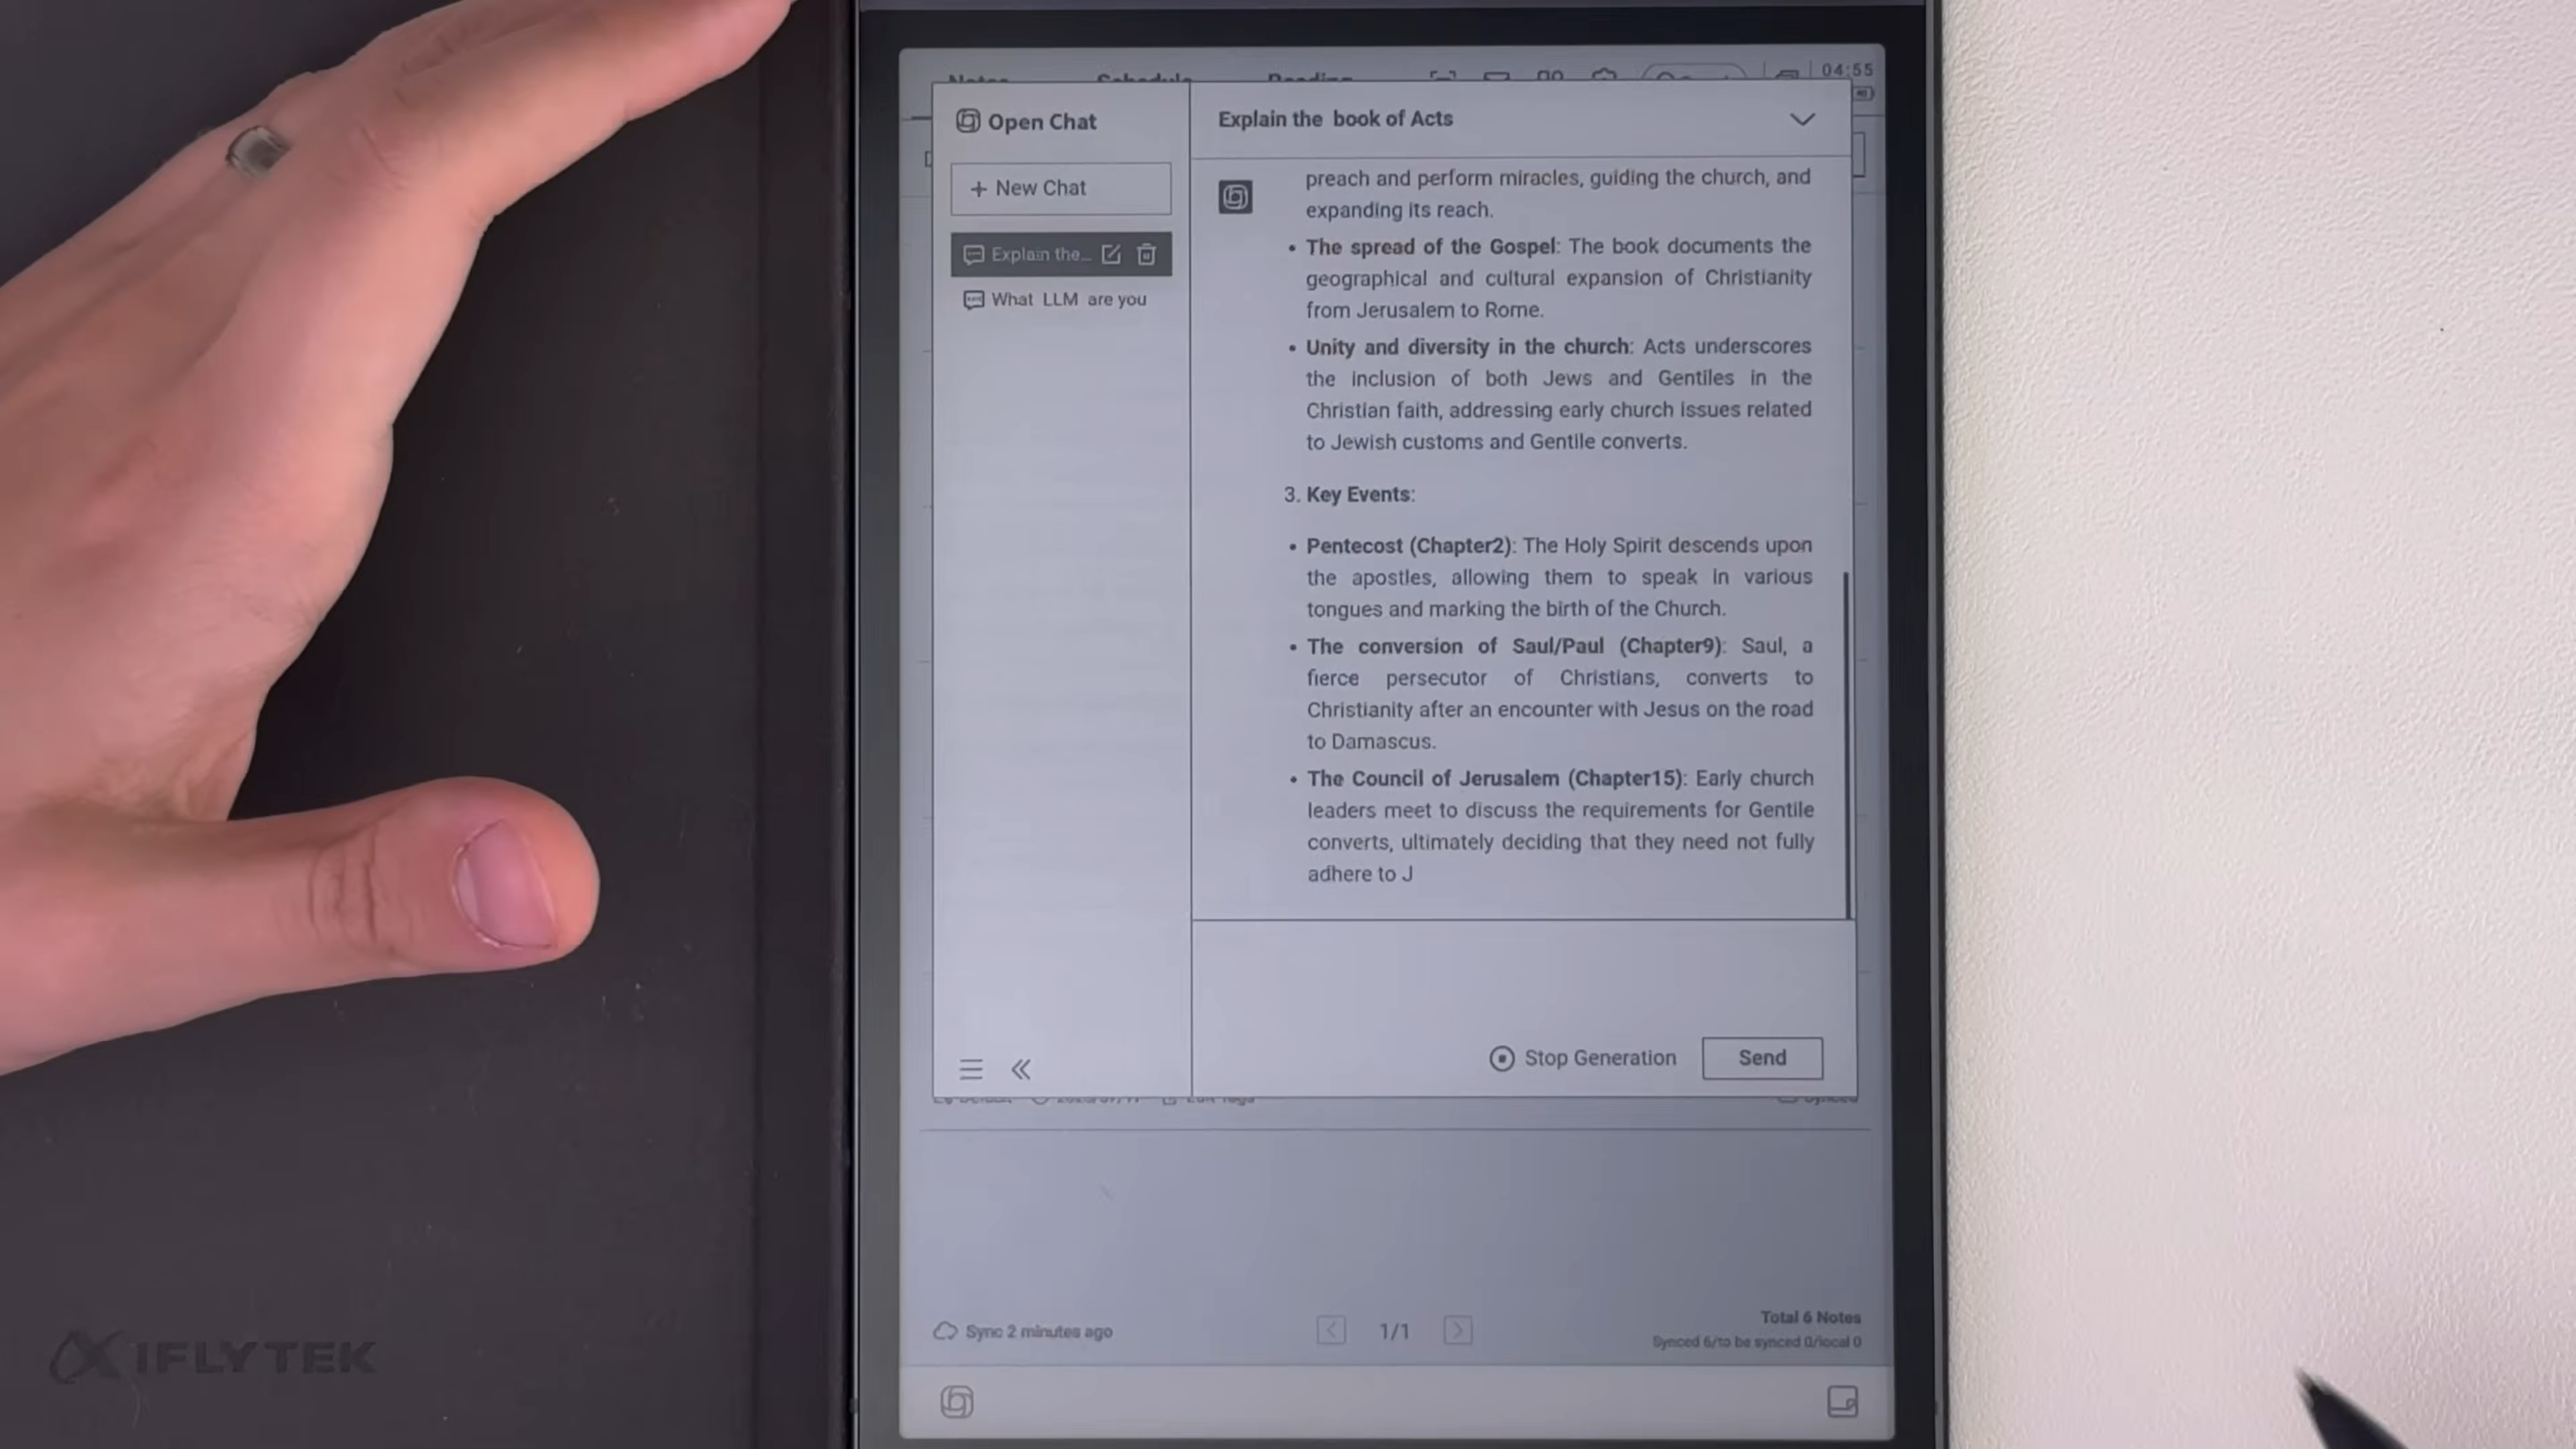 04:55
Open Chat
+ New Chat
Explain the...
What LLM are you
Explain the book of Acts
preach and perform miracles, guiding the church, and
expanding its reach.
• The spread of the Gospel: The book documents the
geographical and cultural expansion of Christianity
from Jerusalem to Rome.
• Unity and diversity in the church: Acts underscores
the inclusion of both Jews and Gentiles in the
Christian faith, addressing early church issues related
to Jewish customs and Gentile converts.
3. Key Events:
• Pentecost (Chapter2): The Holy Spirit descends upon
the apostles, allowing them to speak in various
tongues and marking the birth of the Church.
• The conversion of Saul/Paul (Chapter9): Saul, a
fierce persecutor of Christians, converts to
Christianity after an encounter with Jesus on the road
to Damascus.
• The Council of Jerusalem (Chapter15): Early church
leaders meet to discuss the requirements for Gentile
converts, ultimately deciding that they need not fully
adhere to J
Stop Generation
Send
Sync 2 minutes ago
1/1
Total 6 Notes
Synced 6/to be synced 0/local 0
IFLYTEK